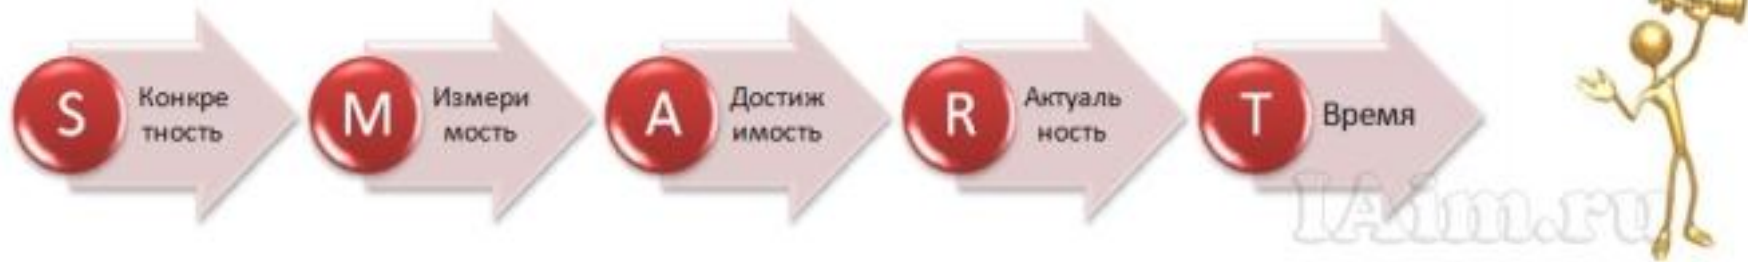 S
Конкре
тность
M
Измери
мость
A
Достиж
имость
R
Актуаль
ность
T
Время
IAim.ru